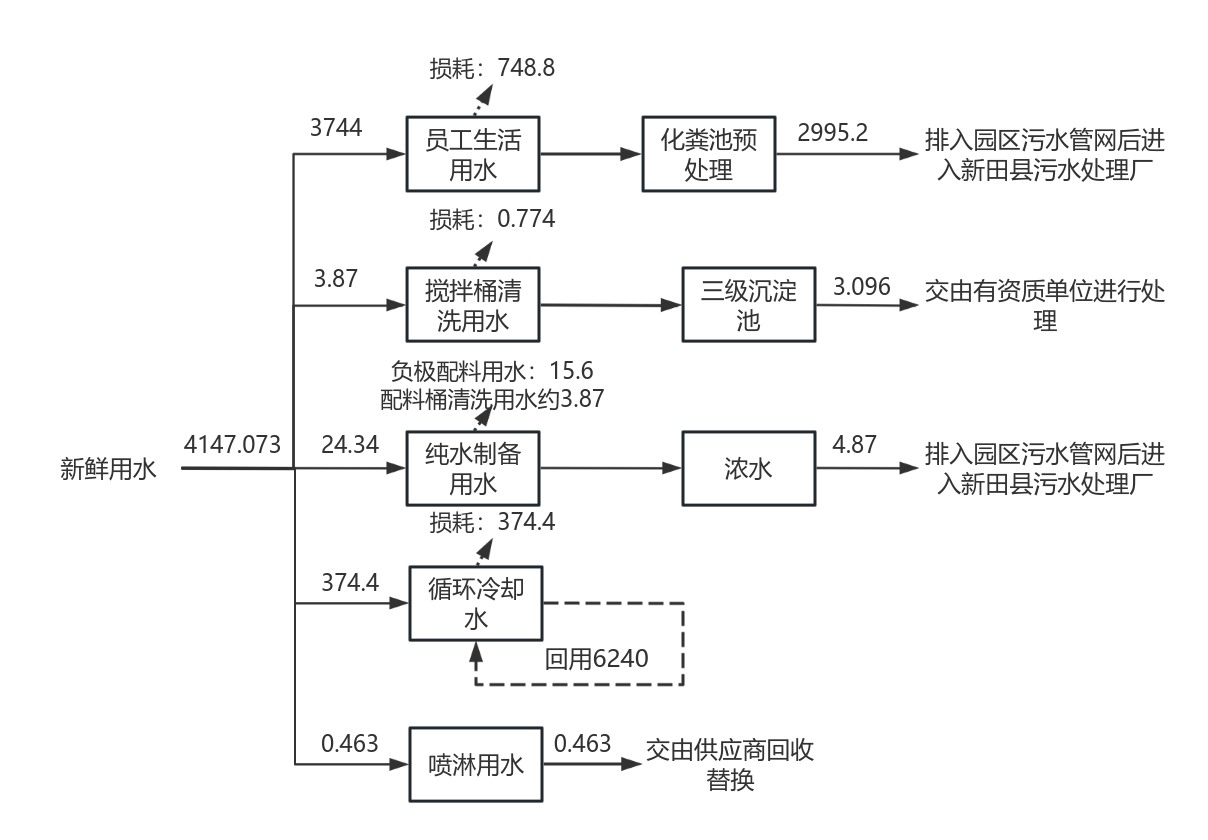 损耗：748.8
3744
员工生活
用水
化粪池预
处理
2995.2
排入园区污水管网后进
入新田县污水处理厂
损耗：0.774
3.87
搅拌桶清
洗用水
三级沉淀
池
3.096
交由有资质单位进行处
理
负极配料用水：15.6
配料桶清洗用水约3.87
新鲜用水
4147.073
24.34
纯水制备
用水
浓水
4.87
排入园区污水管网后进
入新田县污水处理厂
损耗：374.4
374.4
循环冷却
水
回用6240
0.463
喷淋用水
0.463
交由供应商回收
替换